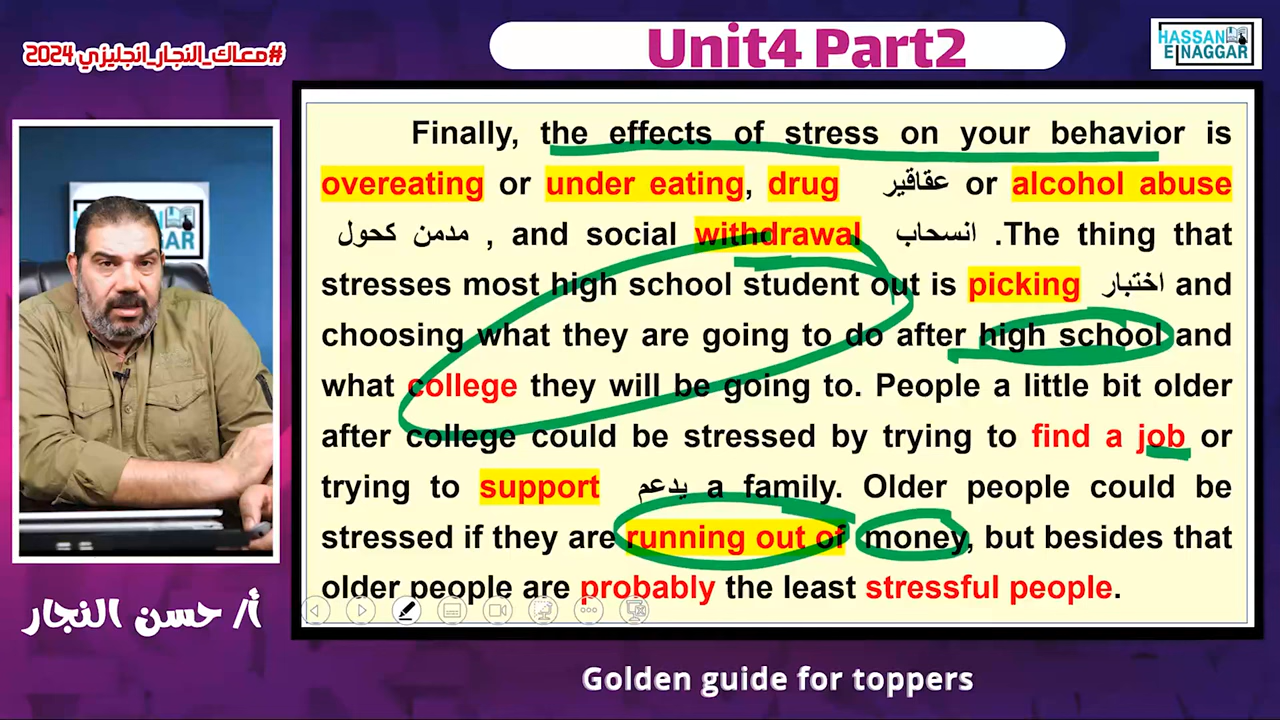 #معاك_النجار_انجليزي 2024
Unit4 Part2
HASSAN
ElNAGGAR
Finally, the effects of stress on your behavior is
overeating or under eating, drug عقاقير or alcohol abuse
مدمن كحول , and social withdrawal انسحاب .The thing that
stresses most high school student out is picking اختبار and
choosing what they are going to do after high school and
what college they will be going to. People a little bit older
after college could be stressed by trying to find a job or
trying to support يدعم a family. Older people could be
stressed if they are running out of money, but besides that
older people are probably the least stressful people.
أ/ حسن النجار
Golden guide for toppers